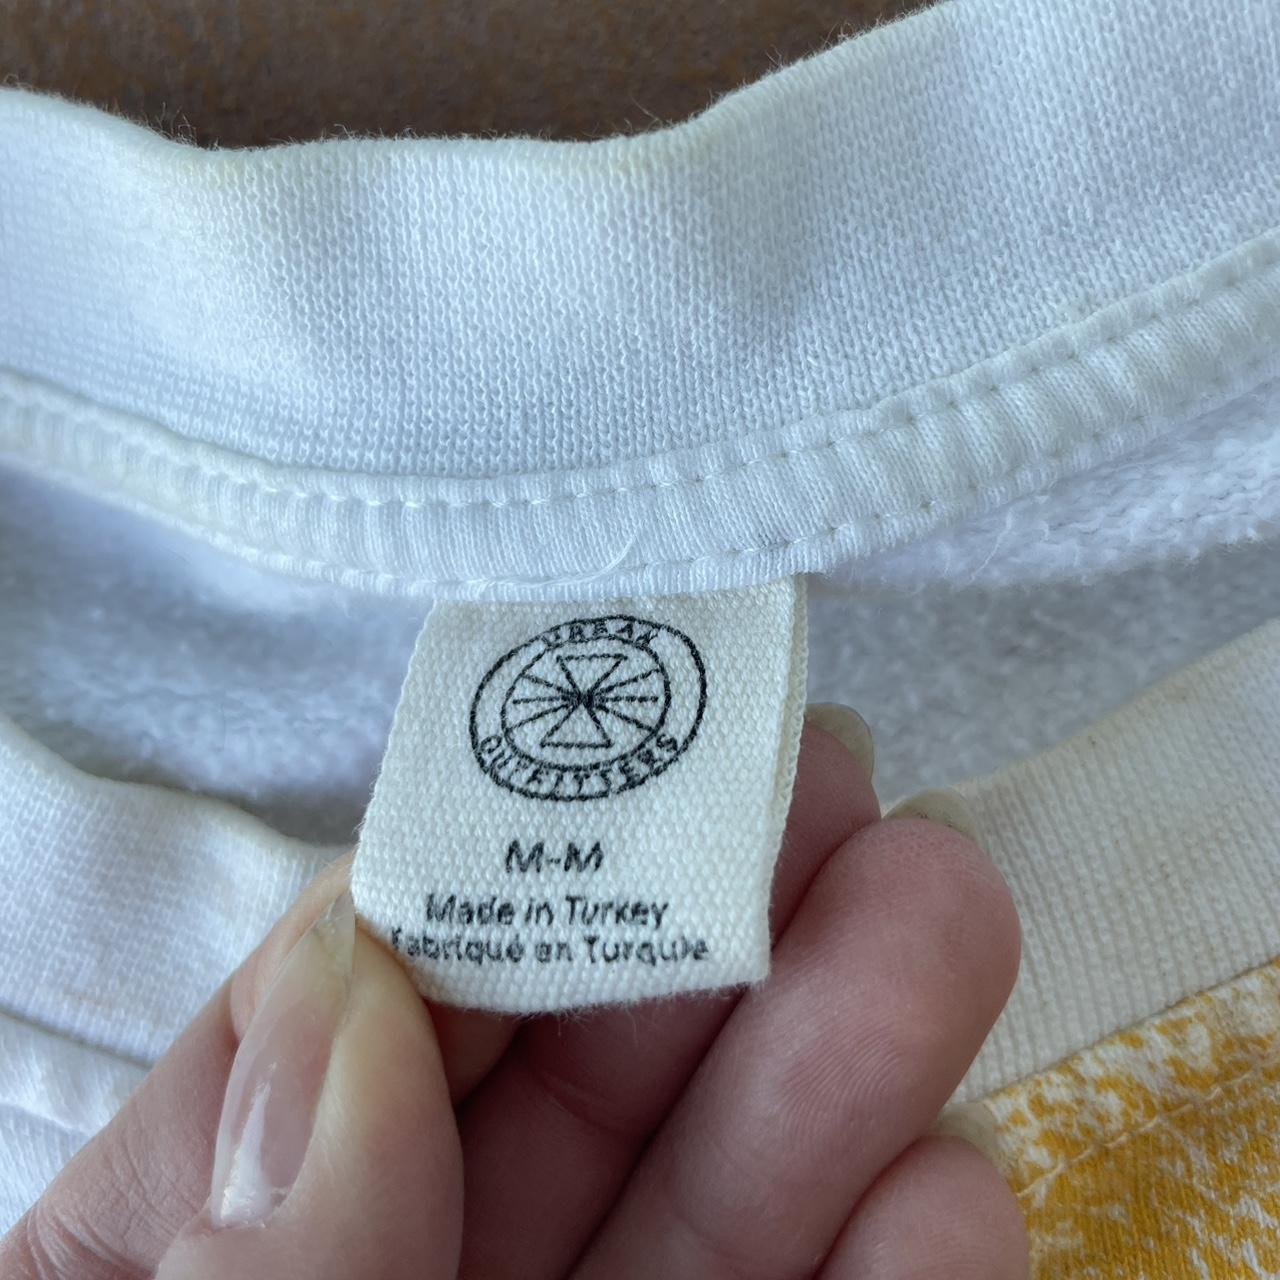 URBAN
OUTFITTERS
M-M
Made in Turkey
Fabriqué en Turquie